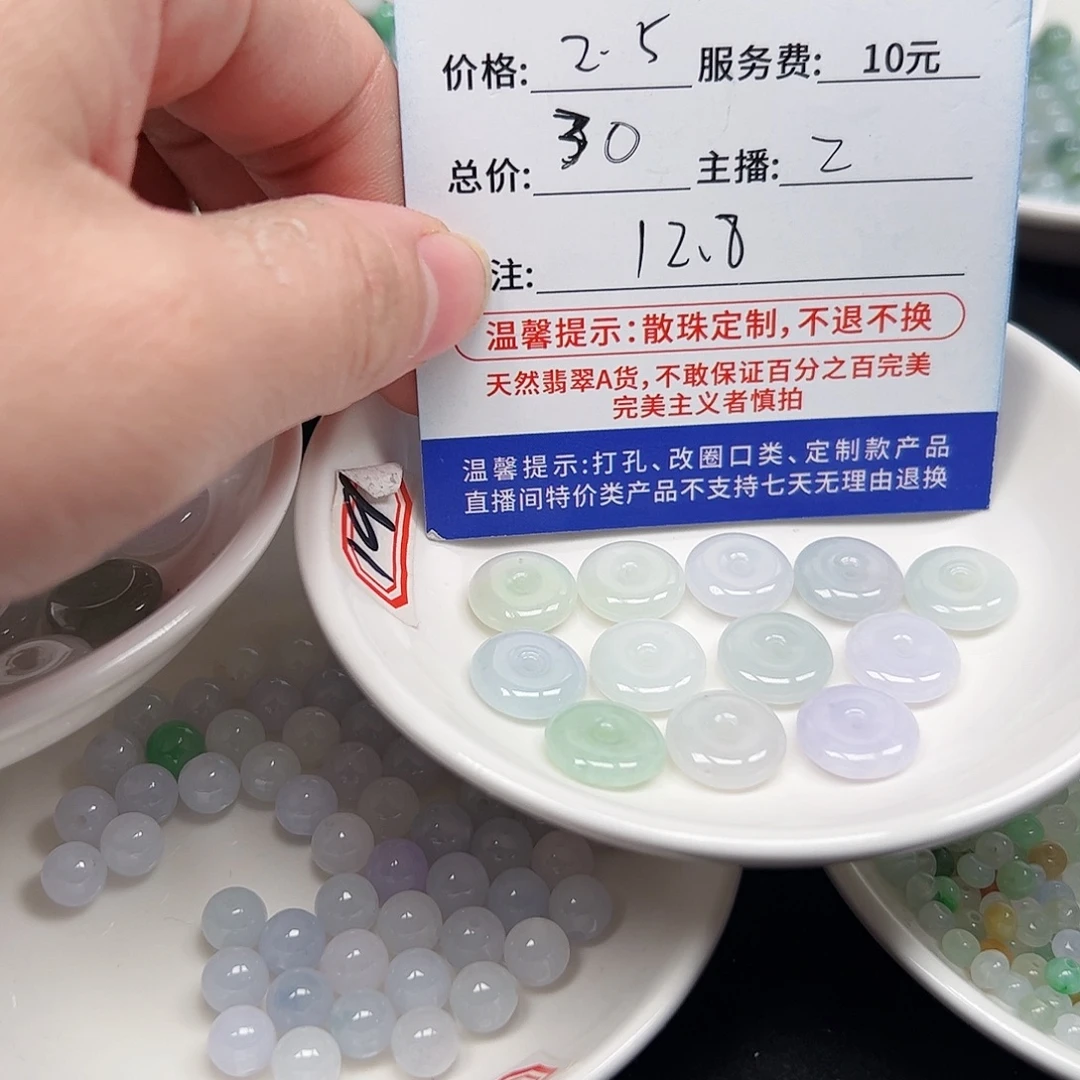 价格: 2.5 服务费: 10元
总价: 30 主播: 2
注: 12.8
温馨提示:散珠定制,不退不换
天然翡翠A货,不敢保证百分之百完美
完美主义者慎拍
温馨提示:打孔、改圈口类、定制款产品
直播间特价类产品不支持七天无理由退换